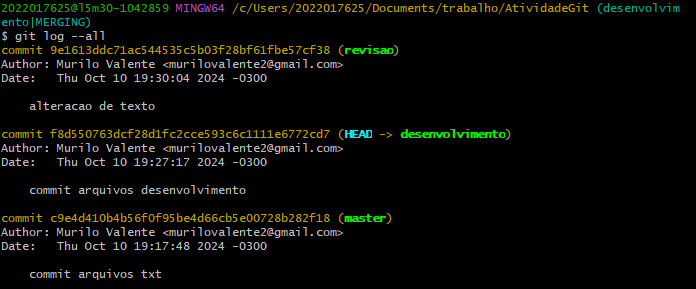 2022017625@l5m30-1042859 MINGW64 /c/Users/2022017625/Documents/trabalho/AtividadeGit (desenvolvim
ento|MERGING)
$ git log --all
commit 9e1613ddc71ac544535c5b03f28bf61fbe57cf38 (revisao)
Author: Murilo Valente <murilovalente2@gmail.com>
Date:   Thu Oct 10 19:30:04 2024 -0300
    alteracao de texto
commit f8d550763dcf28d1fc2cce593c6c1111e6772cd7 (HEAD -> desenvolvimento)
Author: Murilo Valente <murilovalente2@gmail.com>
Date:   Thu Oct 10 19:27:17 2024 -0300
    commit arquivos desenvolvimento
commit c9e4d410b4b56f0f95be4d66cb5e00728b282f18 (master)
Author: Murilo Valente <murilovalente2@gmail.com>
Date:   Thu Oct 10 19:17:48 2024 -0300
    commit arquivos txt